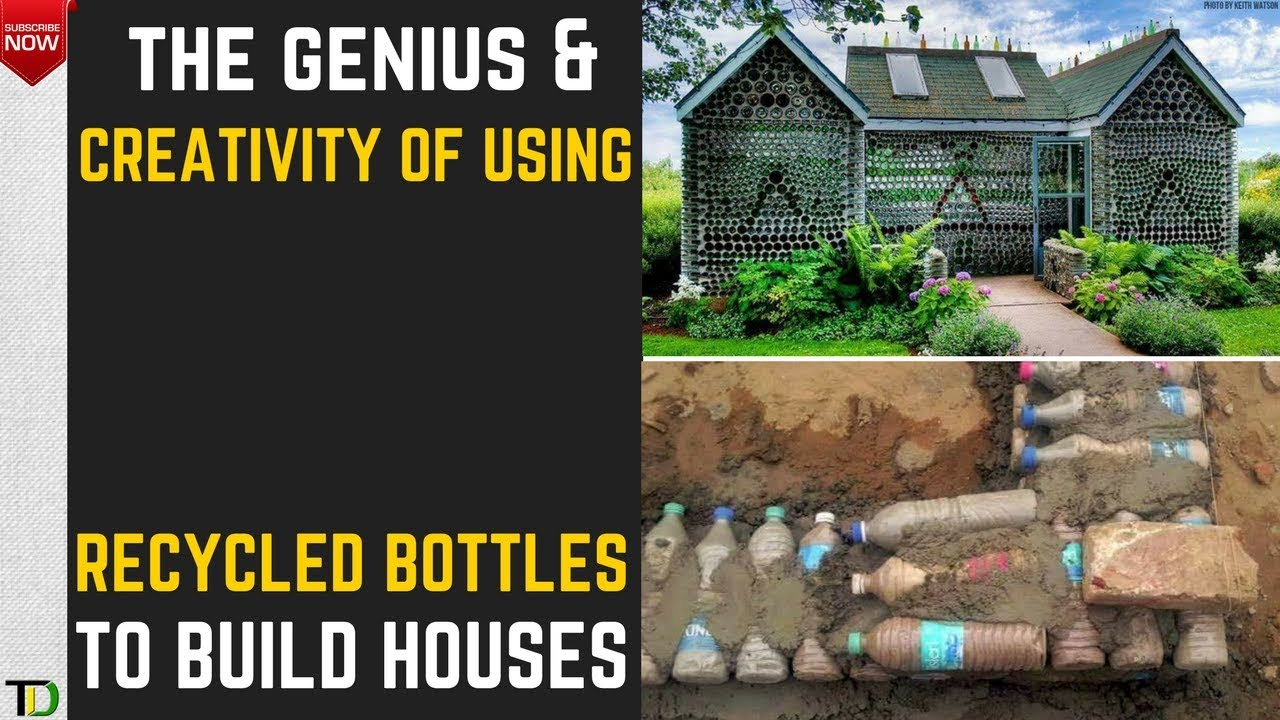 SUBSCRIBE
NOW
THE GENIUS &
CREATIVITY OF USING
RECYCLED BOTTLES
TO BUILD HOUSES
PHOTO BY KEITH WATSON
TD